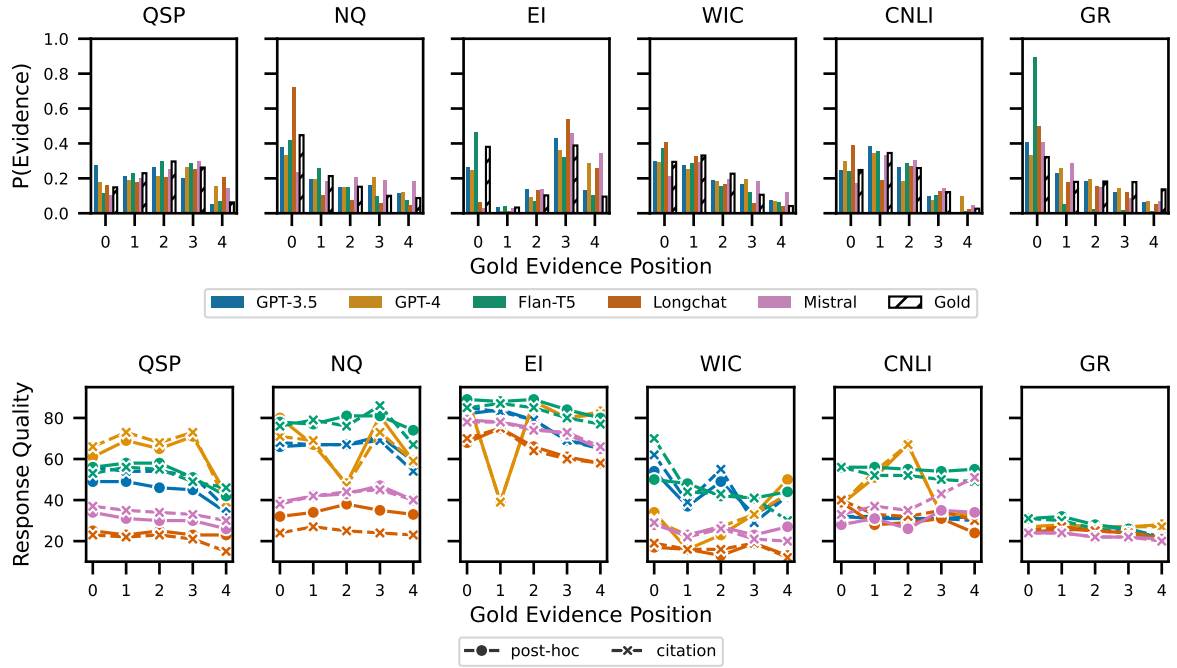 QSP NQ EI WIC CNLI GR
P(Evidence)
1.0
0.8
0.6
0.4
0.2
0.0
0 1 2 3 4 0 1 2 3 4 0 1 2 3 4 0 1 2 3 4 0 1 2 3 4 0 1 2 3 4
Gold Evidence Position
GPT-3.5 GPT-4 Flan-T5 Longchat Mistral Gold
QSP NQ EI WIC CNLI GR
Response Quality
80
60
40
20
0 1 2 3 4 0 1 2 3 4 0 1 2 3 4 0 1 2 3 4 0 1 2 3 4 0 1 2 3 4
Gold Evidence Position
post-hoc citation